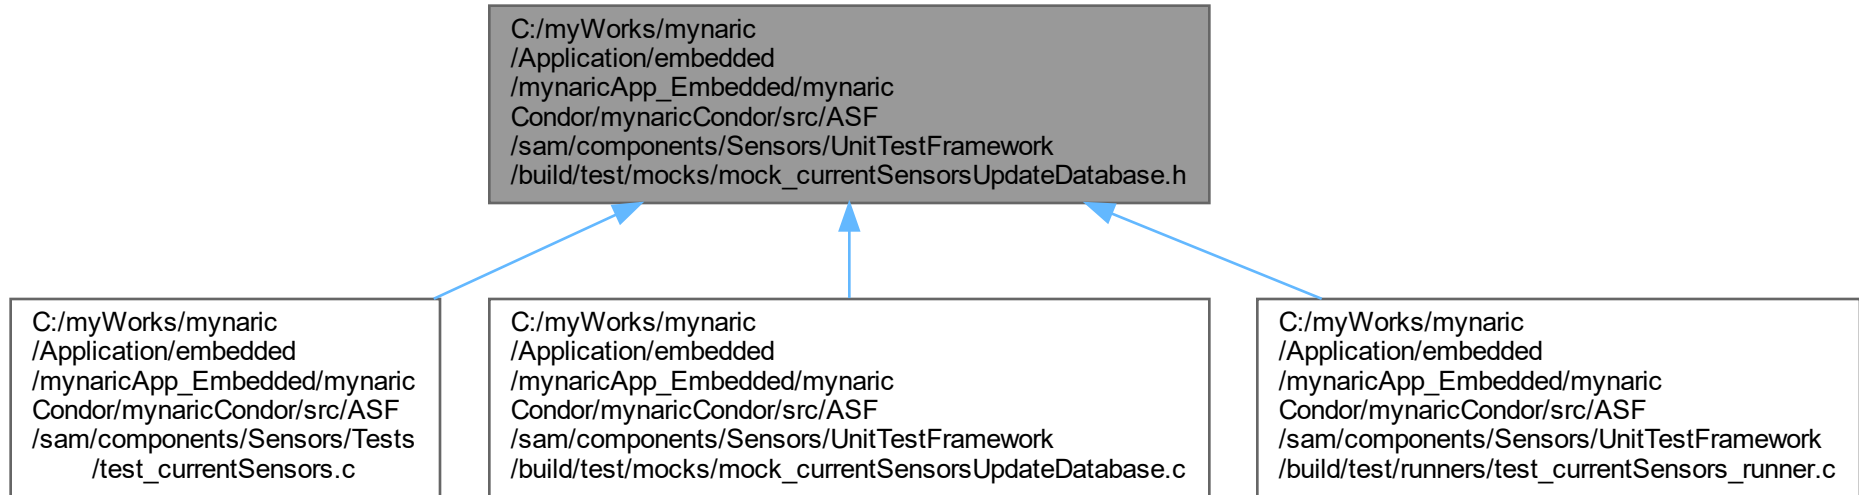 C:/myWorks/mynaric
/Application/embedded
/mynaricApp_Embedded/mynaric
Condor/mynaricCondor/src/ASF
/sam/components/Sensors/UnitTestFramework
/build/test/mocks/mock_currentSensorsUpdateDatabase.h
C:/myWorks/mynaric
/Application/embedded
/mynaricApp_Embedded/mynaric
Condor/mynaricCondor/src/ASF
/sam/components/Sensors/Tests
/test_currentSensors.c
C:/myWorks/mynaric
/Application/embedded
/mynaricApp_Embedded/mynaric
Condor/mynaricCondor/src/ASF
/sam/components/Sensors/UnitTestFramework
/build/test/mocks/mock_currentSensorsUpdateDatabase.c
C:/myWorks/mynaric
/Application/embedded
/mynaricApp_Embedded/mynaric
Condor/mynaricCondor/src/ASF
/sam/components/Sensors/UnitTestFramework
/build/test/runners/test_currentSensors_runner.c